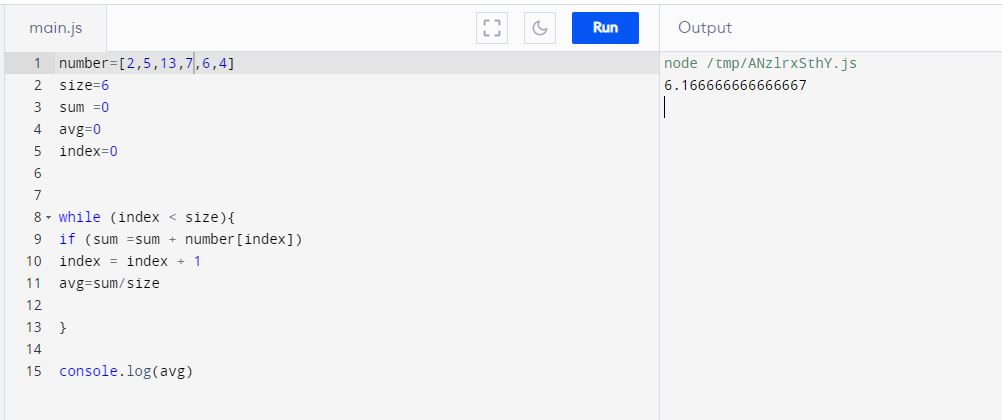 main.js
Run
Output
1 number=[2,5,13,7,6,4]
2 size=6
3 sum =0
4 avg=0
5 index=0
6
7
8 while (index < size){
9 if (sum =sum + number[index])
10 index = index + 1
11 avg=sum/size
12
13 }
14
15 console.log(avg)
node /tmp/ANzlrxSthY.js
6.166666666666667